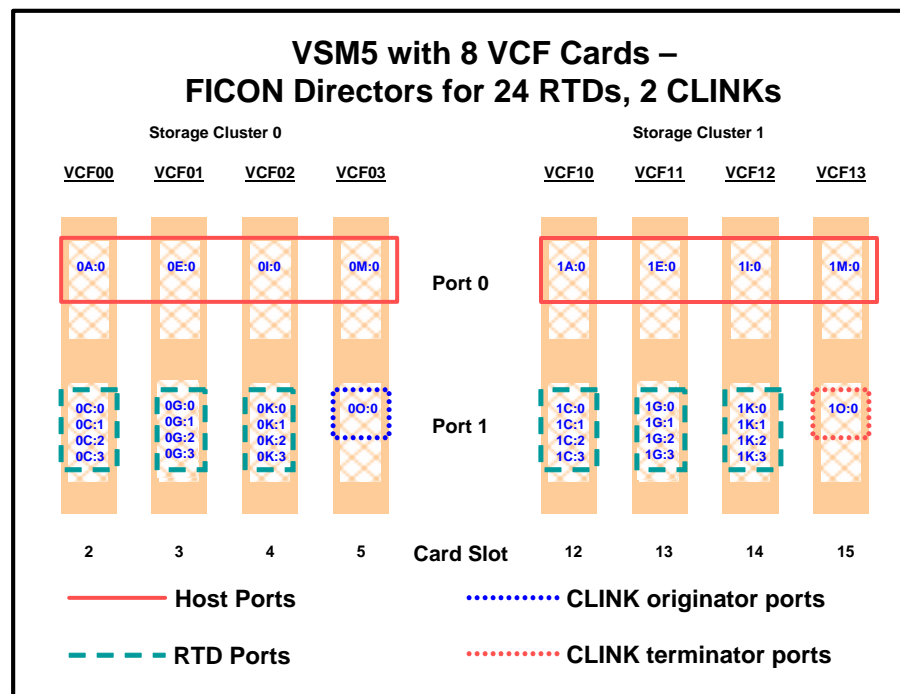 VSM5 with 8 VCF Cards –
FICON Directors for 24 RTDs, 2 CLINKs
Storage Cluster 0 Storage Cluster 1
VCF00 VCF01 VCF02 VCF03 VCF10 VCF11 VCF12 VCF13
0A:0 0E:0 0I:0 0M:0 1A:0 1E:0 1I:0 1M:0
Port 0
0C:0 0G:0 0K:0 0O:0 1C:0 1G:0 1K:0 1O:0
0C:1 0G:1 0K:1 Port 1 1C:1 1G:1 1K:1
0C:2 0G:2 0K:2 1C:2 1G:2 1K:2
0C:3 0G:3 0K:3 1C:3 1G:3 1K:3
2 3 4 5 Card Slot 12 13 14 15
Host Ports CLINK originator ports
RTD Ports CLINK terminator ports